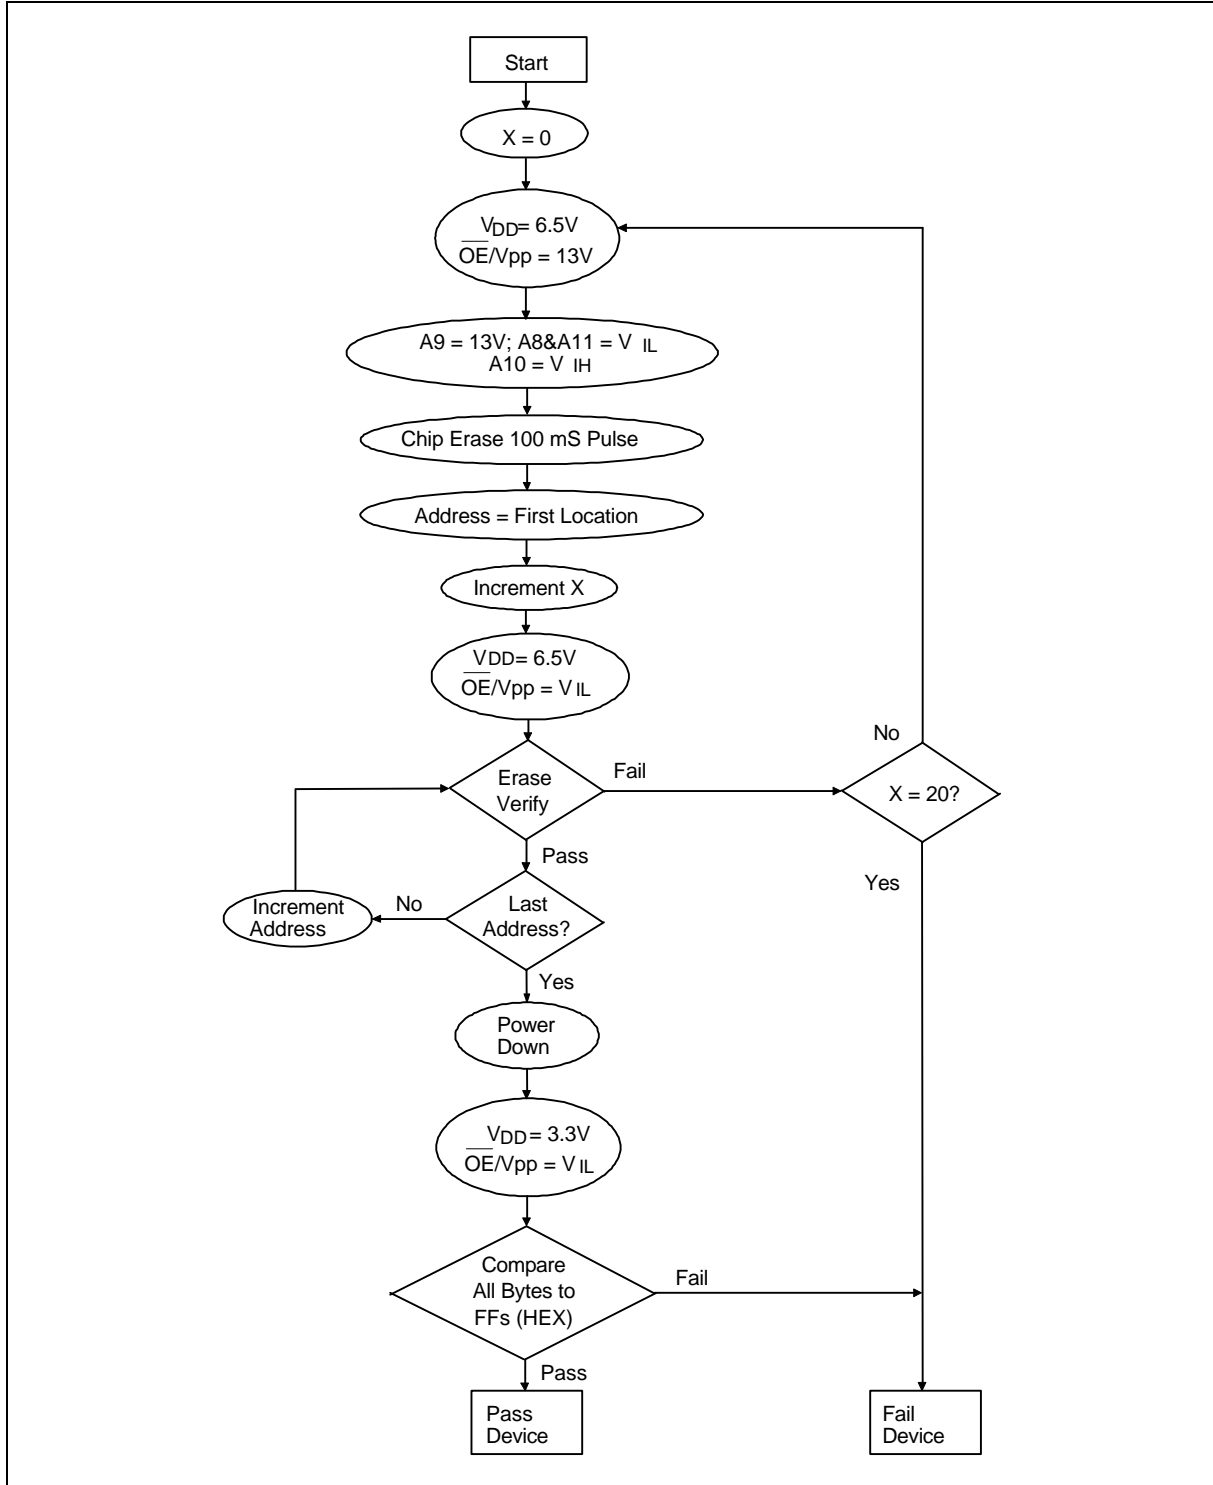 Start
X = 0
VDD= 6.5V
OE/Vpp = 13V
A9 = 13V; A8&A11 = V IL
A10 = V IH
Chip Erase 100 mS Pulse
Address = First Location
Increment X
VDD= 6.5V
OE/Vpp = VIL
Erase
Verify
Fail
No
X = 20?
Yes
Pass
Last
Address?
No
Increment
Address
Yes
Power
Down
VDD= 3.3V
OE/Vpp = VIL
Compare
All Bytes to
FFs (HEX)
Fail
Pass
Pass
Device
Fail
Device